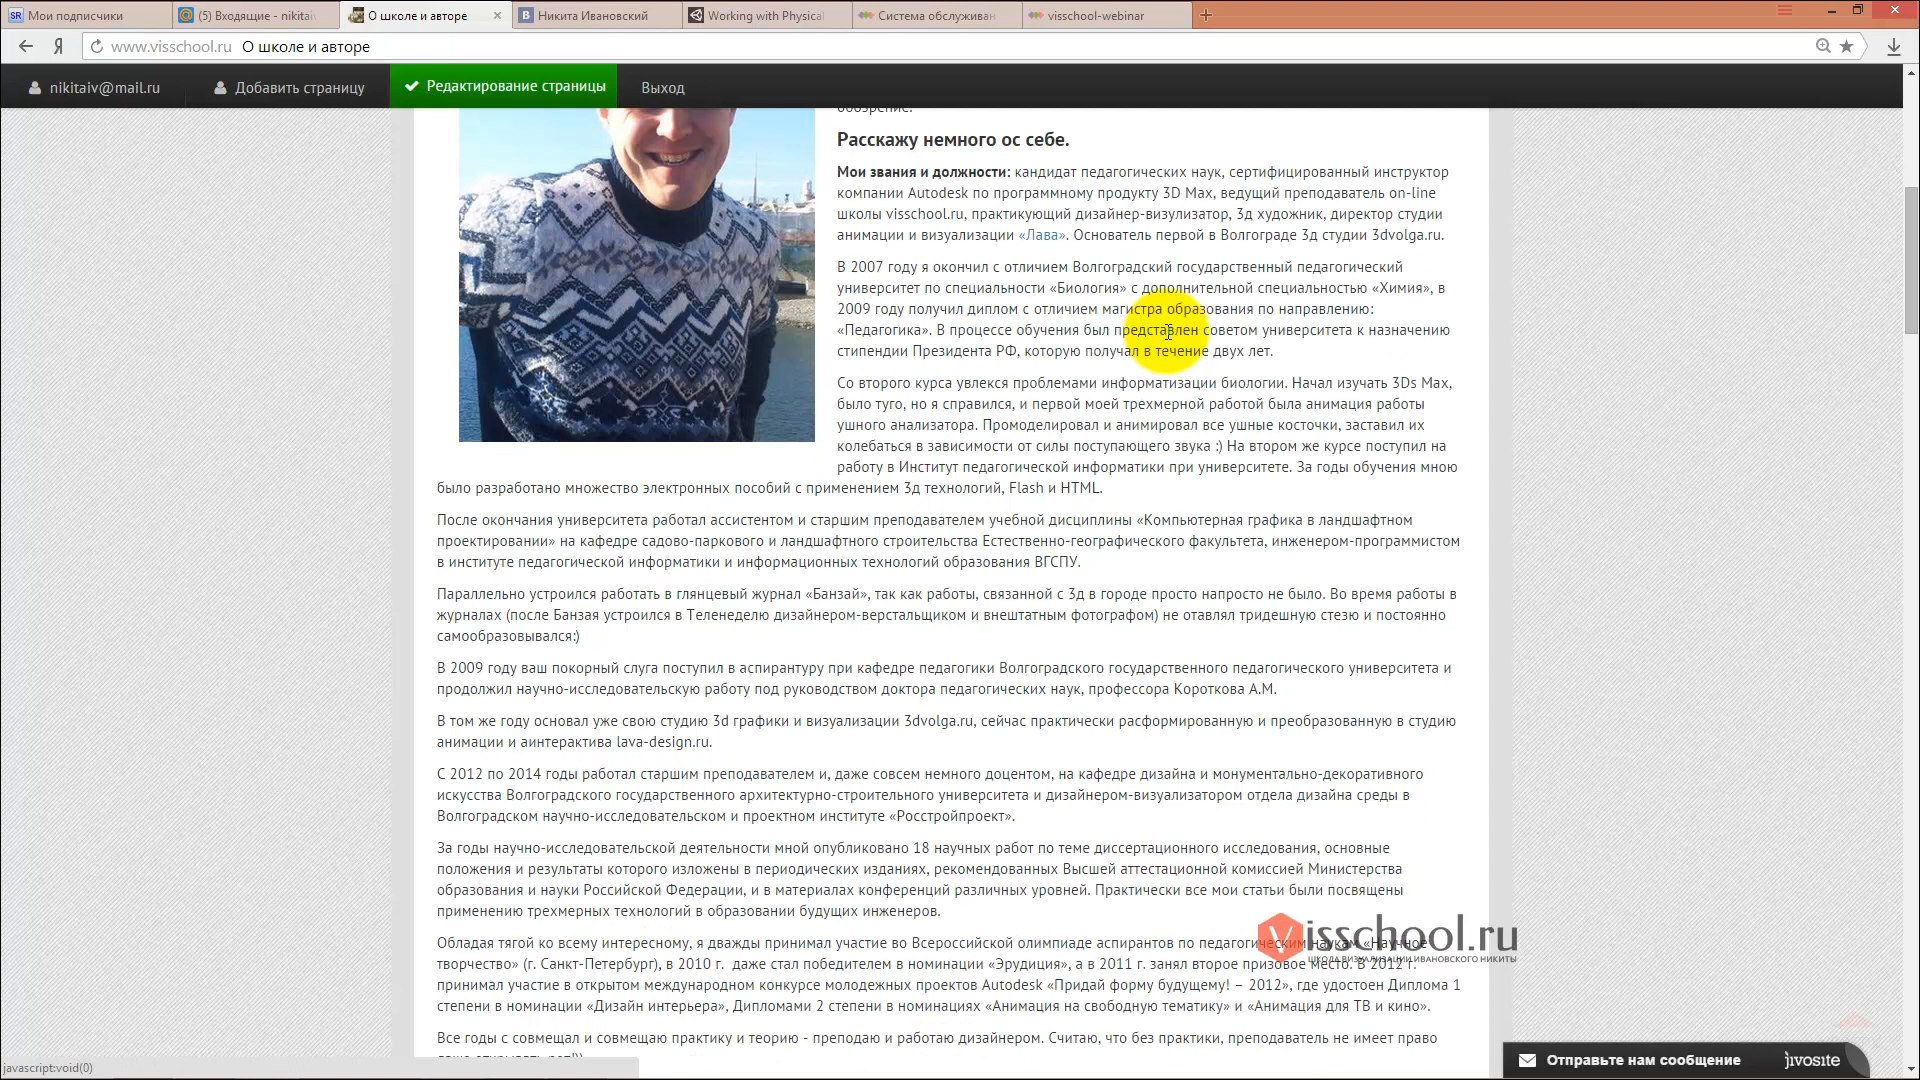 Мои подписчики
(5) Входящие - nikitaiv
О школе и авторе
Никита Ивановский
Working with Physical
Система обслуживан
visschool-webinar
www.visschool.ru О школе и авторе
nikitaiv@mail.ru
Добавить страницу
Редактирование страницы
Выход
обозрение.
Расскажу немного ос себе.
Мои звания и должности: кандидат педагогических наук, сертифицированный инструктор
компании Autodesk по программному продукту 3D Max, ведущий преподаватель on-line
школы visschool.ru, практикующий дизайнер-визулизатор, 3д художник, директор студии
анимации и визуализации «Лава». Основатель первой в Волгограде 3д студии 3dvolga.ru.
В 2007 году я окончил с отличием Волгоградский государственный педагогический
университет по специальности «Биология» с дополнительной специальностью «Химия», в
2009 году получил диплом с отличием магистра образования по направлению:
«Педагогика». В процессе обучения был представлен советом университета к назначению
стипендии Президента РФ, которую получал в течение двух лет.
Со второго курса увлекся проблемами информатизации биологии. Начал изучать 3Ds Max,
было туго, но я справился, и первой моей трехмерной работой была анимация работы
ушного анализатора. Промоделировал и анимировал все ушные косточки, заставил их
колебаться в зависимости от силы поступающего звука :) На втором же курсе поступил на
работу в Институт педагогической информатики при университете. За годы обучения мною
было разработано множество электронных пособий с применением 3д технологий, Flash и HTML.
После окончания университета работал ассистентом и старшим преподавателем учебной дисциплины «Компьютерная графика в ландшафтном
проектировании» на кафедре садово-паркового и ландшафтного строительства Естественно-географического факультета, инженером-программистом
в институте педагогической информатики и информационных технологий образования ВГСПУ.
Параллельно устроился работать в глянцевый журнал «Банзай», так как работы, связанной с 3д в городе просто напросто не было. Во время работы в
журналах (после Банзая устроился в Теленеделю дизайнером-верстальщиком и внештатным фотографом) не отавлял тридешную стезю и постоянно
самообразовывался:)
В 2009 году ваш покорный слуга поступил в аспирантуру при кафедре педагогики Волгоградского государственного педагогического университета и
продолжил научно-исследовательскую работу под руководством доктора педагогических наук, профессора Короткова А.М.
В том же году основал уже свою студию 3d графики и визуализации 3dvolga.ru, сейчас практически расформированную и преобразованную в студию
анимации и аинтерактива lava-design.ru.
С 2012 по 2014 годы работал старшим преподавателем и, даже совсем немного доцентом, на кафедре дизайна и монументально-декоративного
искусства Волгоградского государственного архитектурно-строительного университета и дизайнером-визуализатором отдела дизайна среды в
Волгоградском научно-исследовательском и проектном институте «Росстройпроект».
За годы научно-исследовательской деятельности мной опубликовано 18 научных работ по теме диссертационного исследования, основные
положения и результаты которого изложены в периодических изданиях, рекомендованных Высшей аттестационной комиссией Министерства
образования и науки Российской Федерации, и в материалах конференций различных уровней. Практически все мои статьи были посвящены
применению трехмерных технологий в образовании будущих инженеров.
Обладая тягой ко всему интересному, я дважды принимал участие во Всероссийской олимпиаде аспирантов по педагогическим наукам «Научное
творчество» (г. Санкт-Петербург), в 2010 г. даже стал победителем в номинации «Эрудиция», а в 2011 г. занял второе призовое место. В 2012 г.
принимал участие в открытом международном конкурсе молодежных проектов Autodesk «Придай форму будущему! – 2012», где удостоен Диплома 1
степени в номинации «Дизайн интерьера», Дипломами 2 степени в номинациях «Анимация на свободную тематику» и «Анимация для ТВ и кино».
Все годы с совмещал и совмещаю практику и теорию - преподаю и работаю дизайнером. Считаю, что без практики, преподаватель не имеет право
Visschool.ru
ШКОЛА ВИЗУАЛИЗАЦИИ ИВАНОВСКОГО НИКИТЫ
javascript:void(0)
Отправьте нам сообщение
jivosite